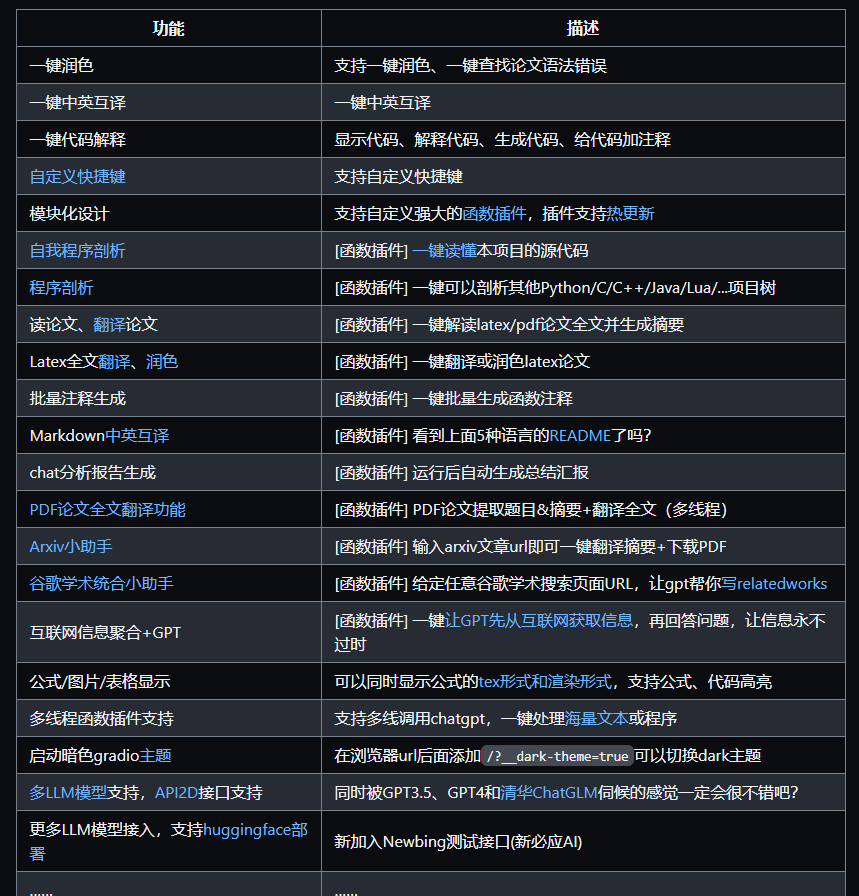 功能 描述
一键润色 支持一键润色、一键查找论文语法错误
一键中英互译 一键中英互译
一键代码解释 显示代码、解释代码、生成代码、给代码加注释
自定义快捷键 支持自定义快捷键
模块化设计 支持自定义强大的函数插件，插件支持热更新
自我程序剖析 [函数插件] 一键读懂本项目的源代码
程序剖析 [函数插件] 一键可以剖析其他Python/C/C++/Java/Lua/...项目树
读论文、翻译论文 [函数插件] 一键解读latex/pdf论文全文并生成摘要
Latex全文翻译、润色 [函数插件] 一键翻译或润色latex论文
批量注释生成 [函数插件] 一键批量生成函数注释
Markdown中英互译 [函数插件] 看到上面5种语言的README了吗？
chat分析报告生成 [函数插件] 运行后自动生成总结汇报
PDF论文全文翻译功能 [函数插件] PDF论文提取题目&摘要+翻译全文（多线程）
Arxiv小助手 [函数插件] 输入arxiv文章url即可一键翻译摘要+下载PDF
谷歌学术统合小助手 [函数插件] 给定任意谷歌学术搜索页面URL，让gpt帮你写relatedworks
互联网信息聚合+GPT [函数插件] 一键让GPT先从互联网获取信息，再回答问题，让信息永不
过时
公式/图片/表格显示 可以同时显示公式的tex形式和渲染形式，支持公式、代码高亮
多线程函数插件支持 支持多线调用chatgpt，一键处理海量文本或程序
启动暗色gradio主题 在浏览器url后面添加/?__dark-theme=true可以切换dark主题
多LLM模型支持，API2D接口支持 同时被GPT3.5、GPT4和清华ChatGLM伺候的感觉一定会很不错吧？
更多LLM模型接入，支持huggingface部
署 新加入Newbing测试接口(新必应AI)
...... ......